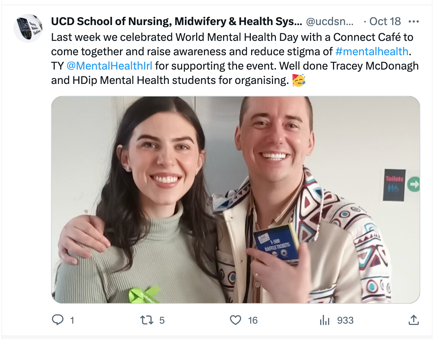 UCD School of Nursing, Midwifery & Health Sys... @ucdsn... · Oct 18
Last week we celebrated World Mental Health Day with a Connect Café to
come together and raise awareness and reduce stigma of #mentalhealth.
TY @MentalHealthIrl for supporting the event. Well done Tracey McDonagh
and HDip Mental Health students for organising.
Toilets
1
5
16
933